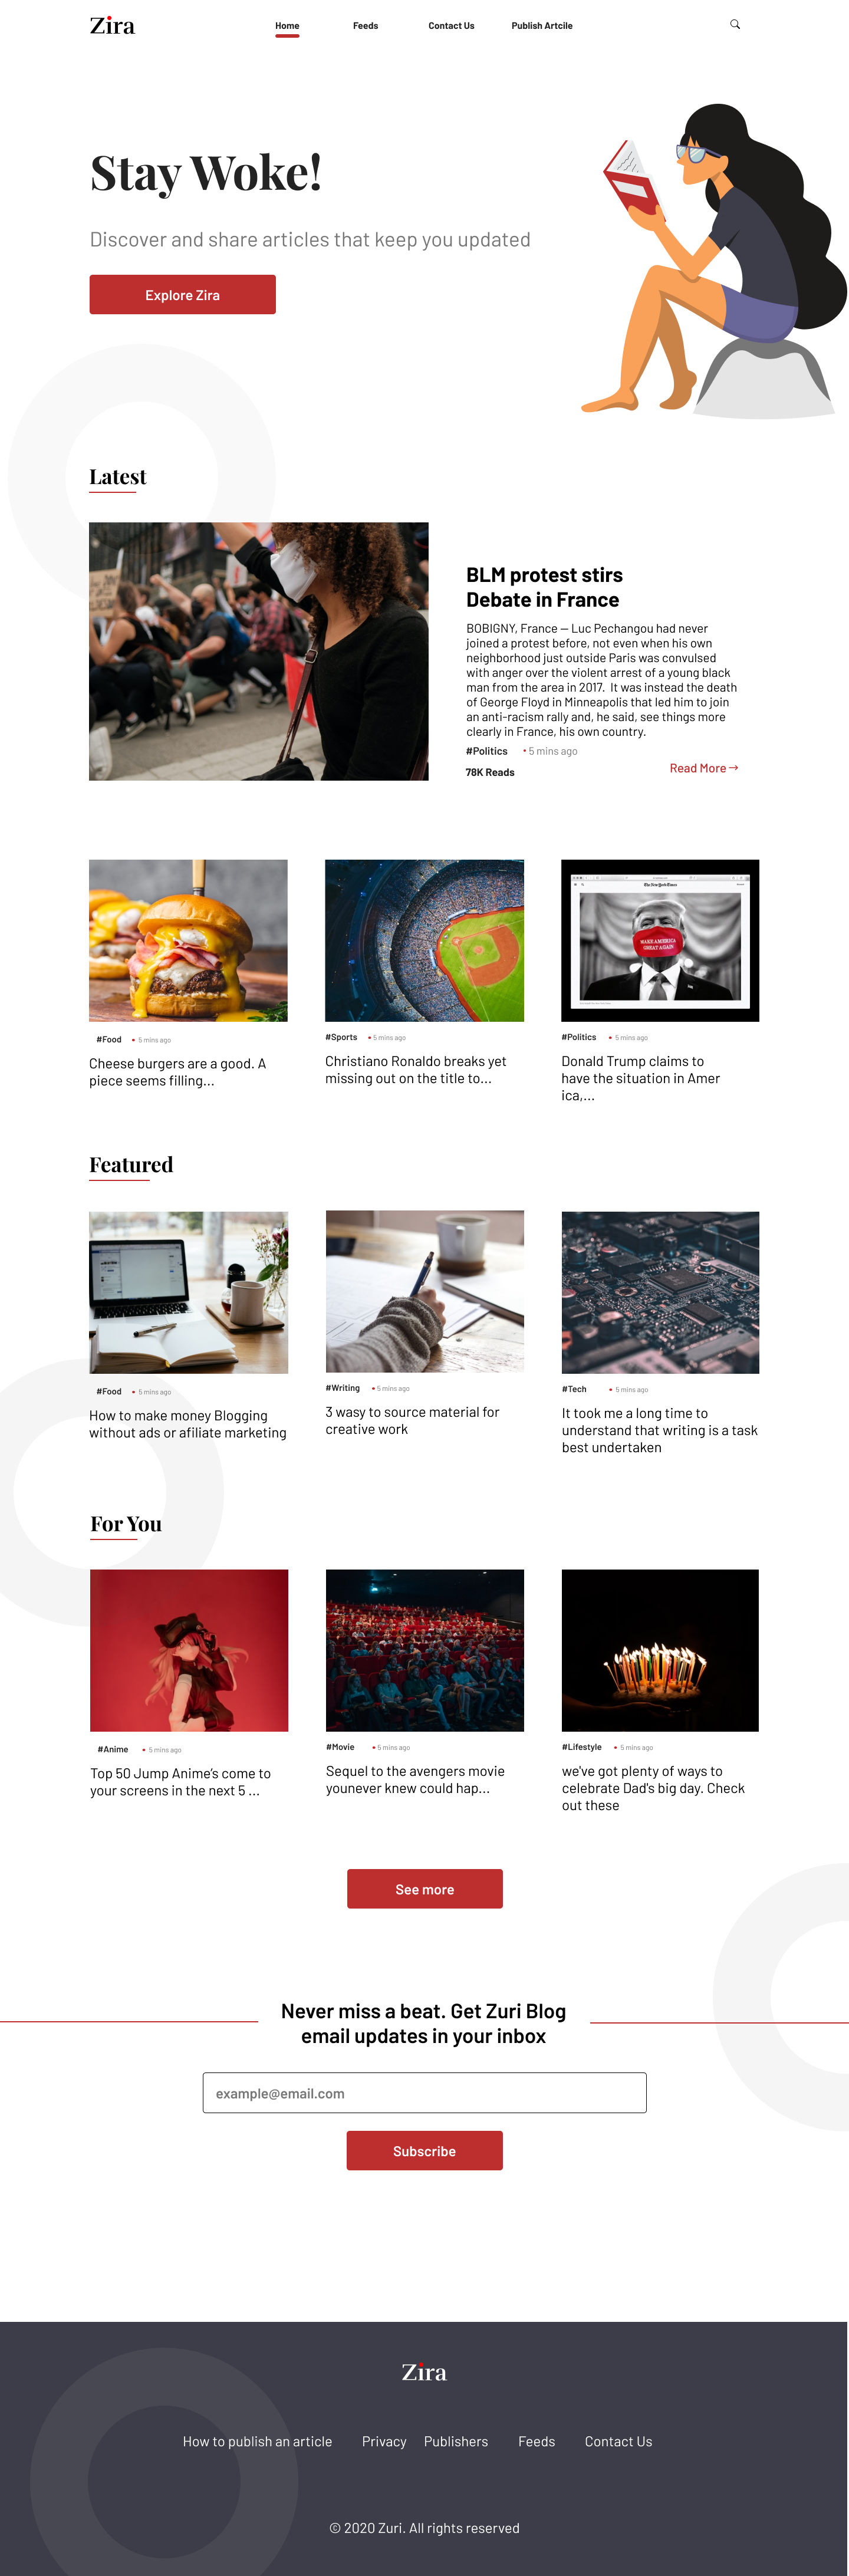 Zira
Home
Feeds
Contact Us
Publish Artcile
Stay Woke!
Discover and share articles that keep you updated
Explore Zira
Latest
BLM protest stirs
Debate in France
BOBIGNY, France — Luc Pechangou had never
joined a protest before, not even when his own
neighborhood just outside Paris was convulsed
with anger over the violent arrest of a young black
man from the area in 2017.  It was instead the death
of George Floyd in Minneapolis that led him to join
an anti-racism rally and, he said, see things more
clearly in France, his own country.
#Politics
5 mins ago
78K Reads
Read More →
The New York Times
MAKE AMERICA
GREAT AGAIN
#Food
5 mins ago
Cheese burgers are a good. A
piece seems filling...
#Sports
5 mins ago
Christiano Ronaldo breaks yet
missing out on the title to...
#Politics
5 mins ago
Donald Trump claims to
have the situation in Amer
ica,...
Featured
#Food
5 mins ago
How to make money Blogging
without ads or afiliate marketing
#Writing
5 mins ago
3 wasy to source material for
creative work
#Tech
5 mins ago
It took me a long time to
understand that writing is a task
best undertaken
For You
#Anime
5 mins ago
Top 50 Jump Anime's come to
your screens in the next 5 ...
#Movie
5 mins ago
Sequel to the avengers movie
younever knew could hap...
#Lifestyle
5 mins ago
we've got plenty of ways to
celebrate Dad's big day. Check
out these
See more
Never miss a beat. Get Zuri Blog
email updates in your inbox
example@email.com
Subscribe
Zira
How to publish an article
Privacy
Publishers
Feeds
Contact Us
© 2020 Zuri. All rights reserved